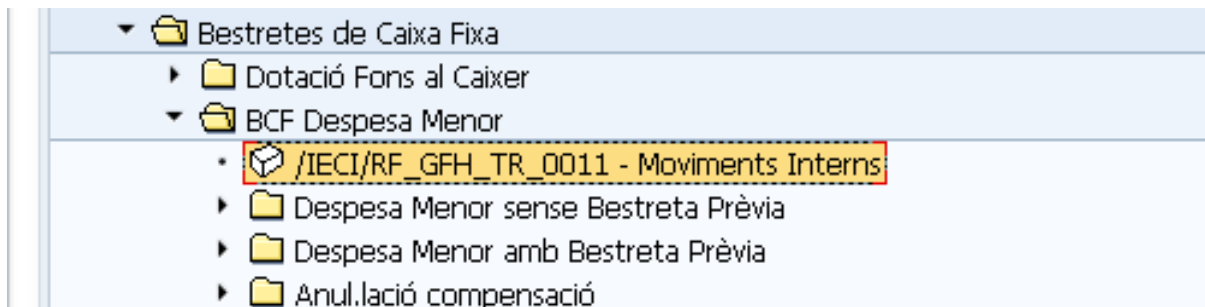 Bestretes de Caixa Fixa
Dotació Fons al Caixer
BCF Despesa Menor
/IECI/RF_GFH_TR_0011 - Moviments Interns
Despesa Menor sense Bestreta Prèvia
Despesa Menor amb Bestreta Prèvia
Anul.lació compensació